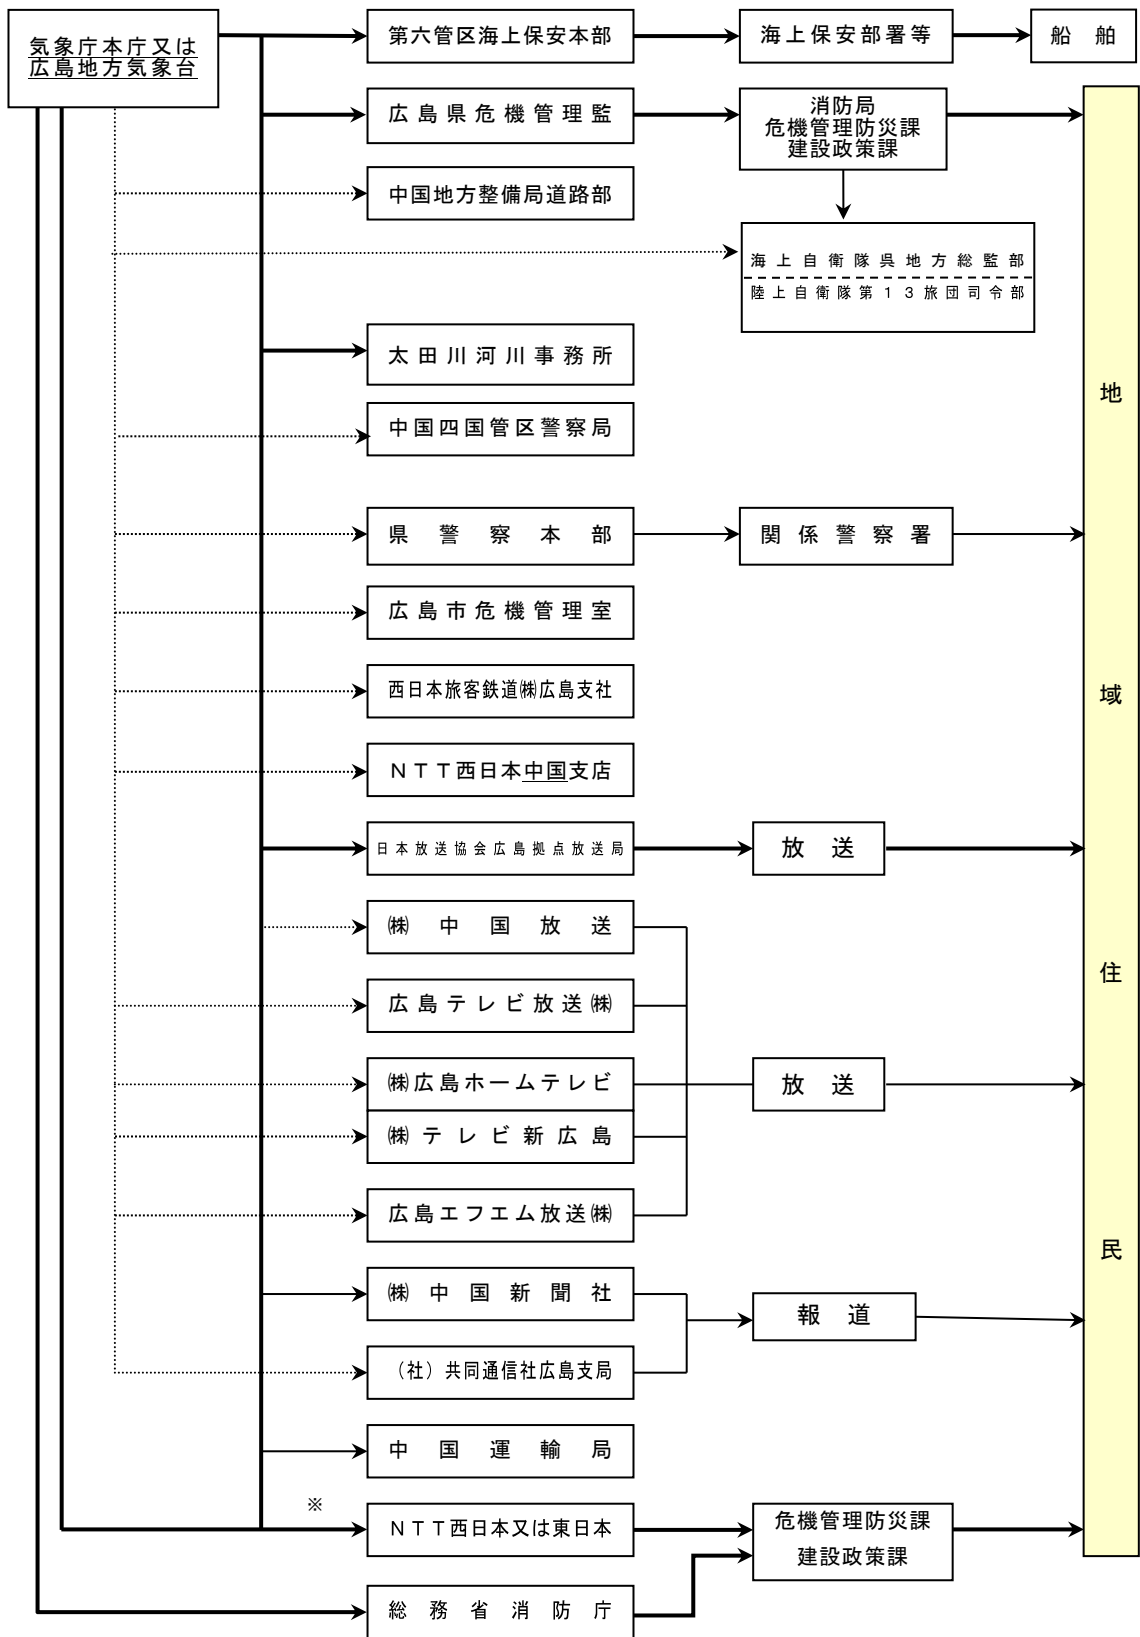 気象庁本庁又は
広島地方気象台
第六管区海上保安本部
海上保安部署等
船舶
広島県危機管理監
消防局
危機管理防災課
建設政策課
中国地方整備局道路部
海上自衛隊呉地方総監部
陸上自衛隊第13旅団司令部
太田川河川事務所
中国四国管区警察局
県警察本部
関係警察署
広島市危機管理室
西日本旅客鉄道㈱広島支社
NTT西日本中国支店
日本放送協会広島拠点放送局
放送
㈱中国放送
広島テレビ放送㈱
㈱広島ホームテレビ
放送
㈱テレビ新広島
広島エフエム放送㈱
㈱中国新聞社
報道
(社)共同通信社広島支局
中国運輸局
※
NTT西日本又は東日本
危機管理防災課
建設政策課
総務省消防庁
地域住民